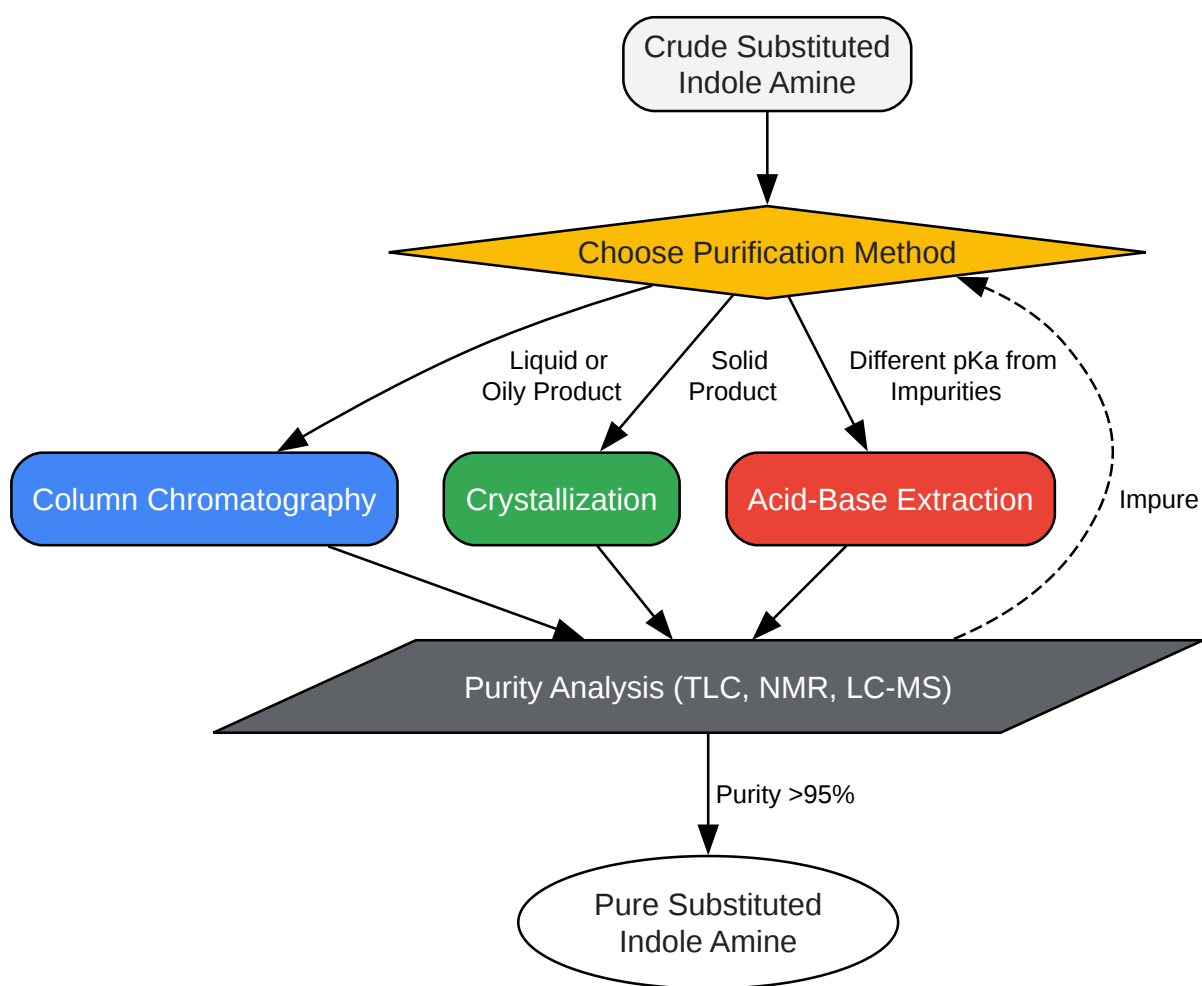 Crude Substituted
Indole Amine
Choose Purification Method
Liquid or
Oily Product
Solid
Product
Different pKa from
Impurities
Column Chromatography
Crystallization
Acid-Base Extraction
Impure
Purity Analysis (TLC, NMR, LC-MS)
Purity >95%
Pure Substituted
Indole Amine